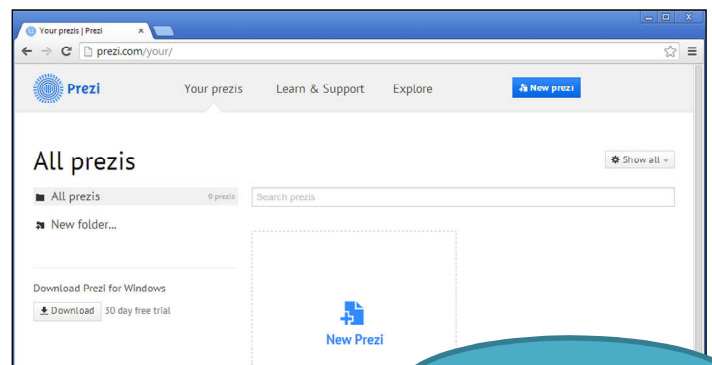 Your prezis | Prezi
prezi.com/your/
Prezi Your prezis Learn & Support Explore New prezi
All prezis
Show all
All prezis 0 prezis
Search prezis
New folder...
Download Prezi for Windows
Download 30 day free trial
New Prezi